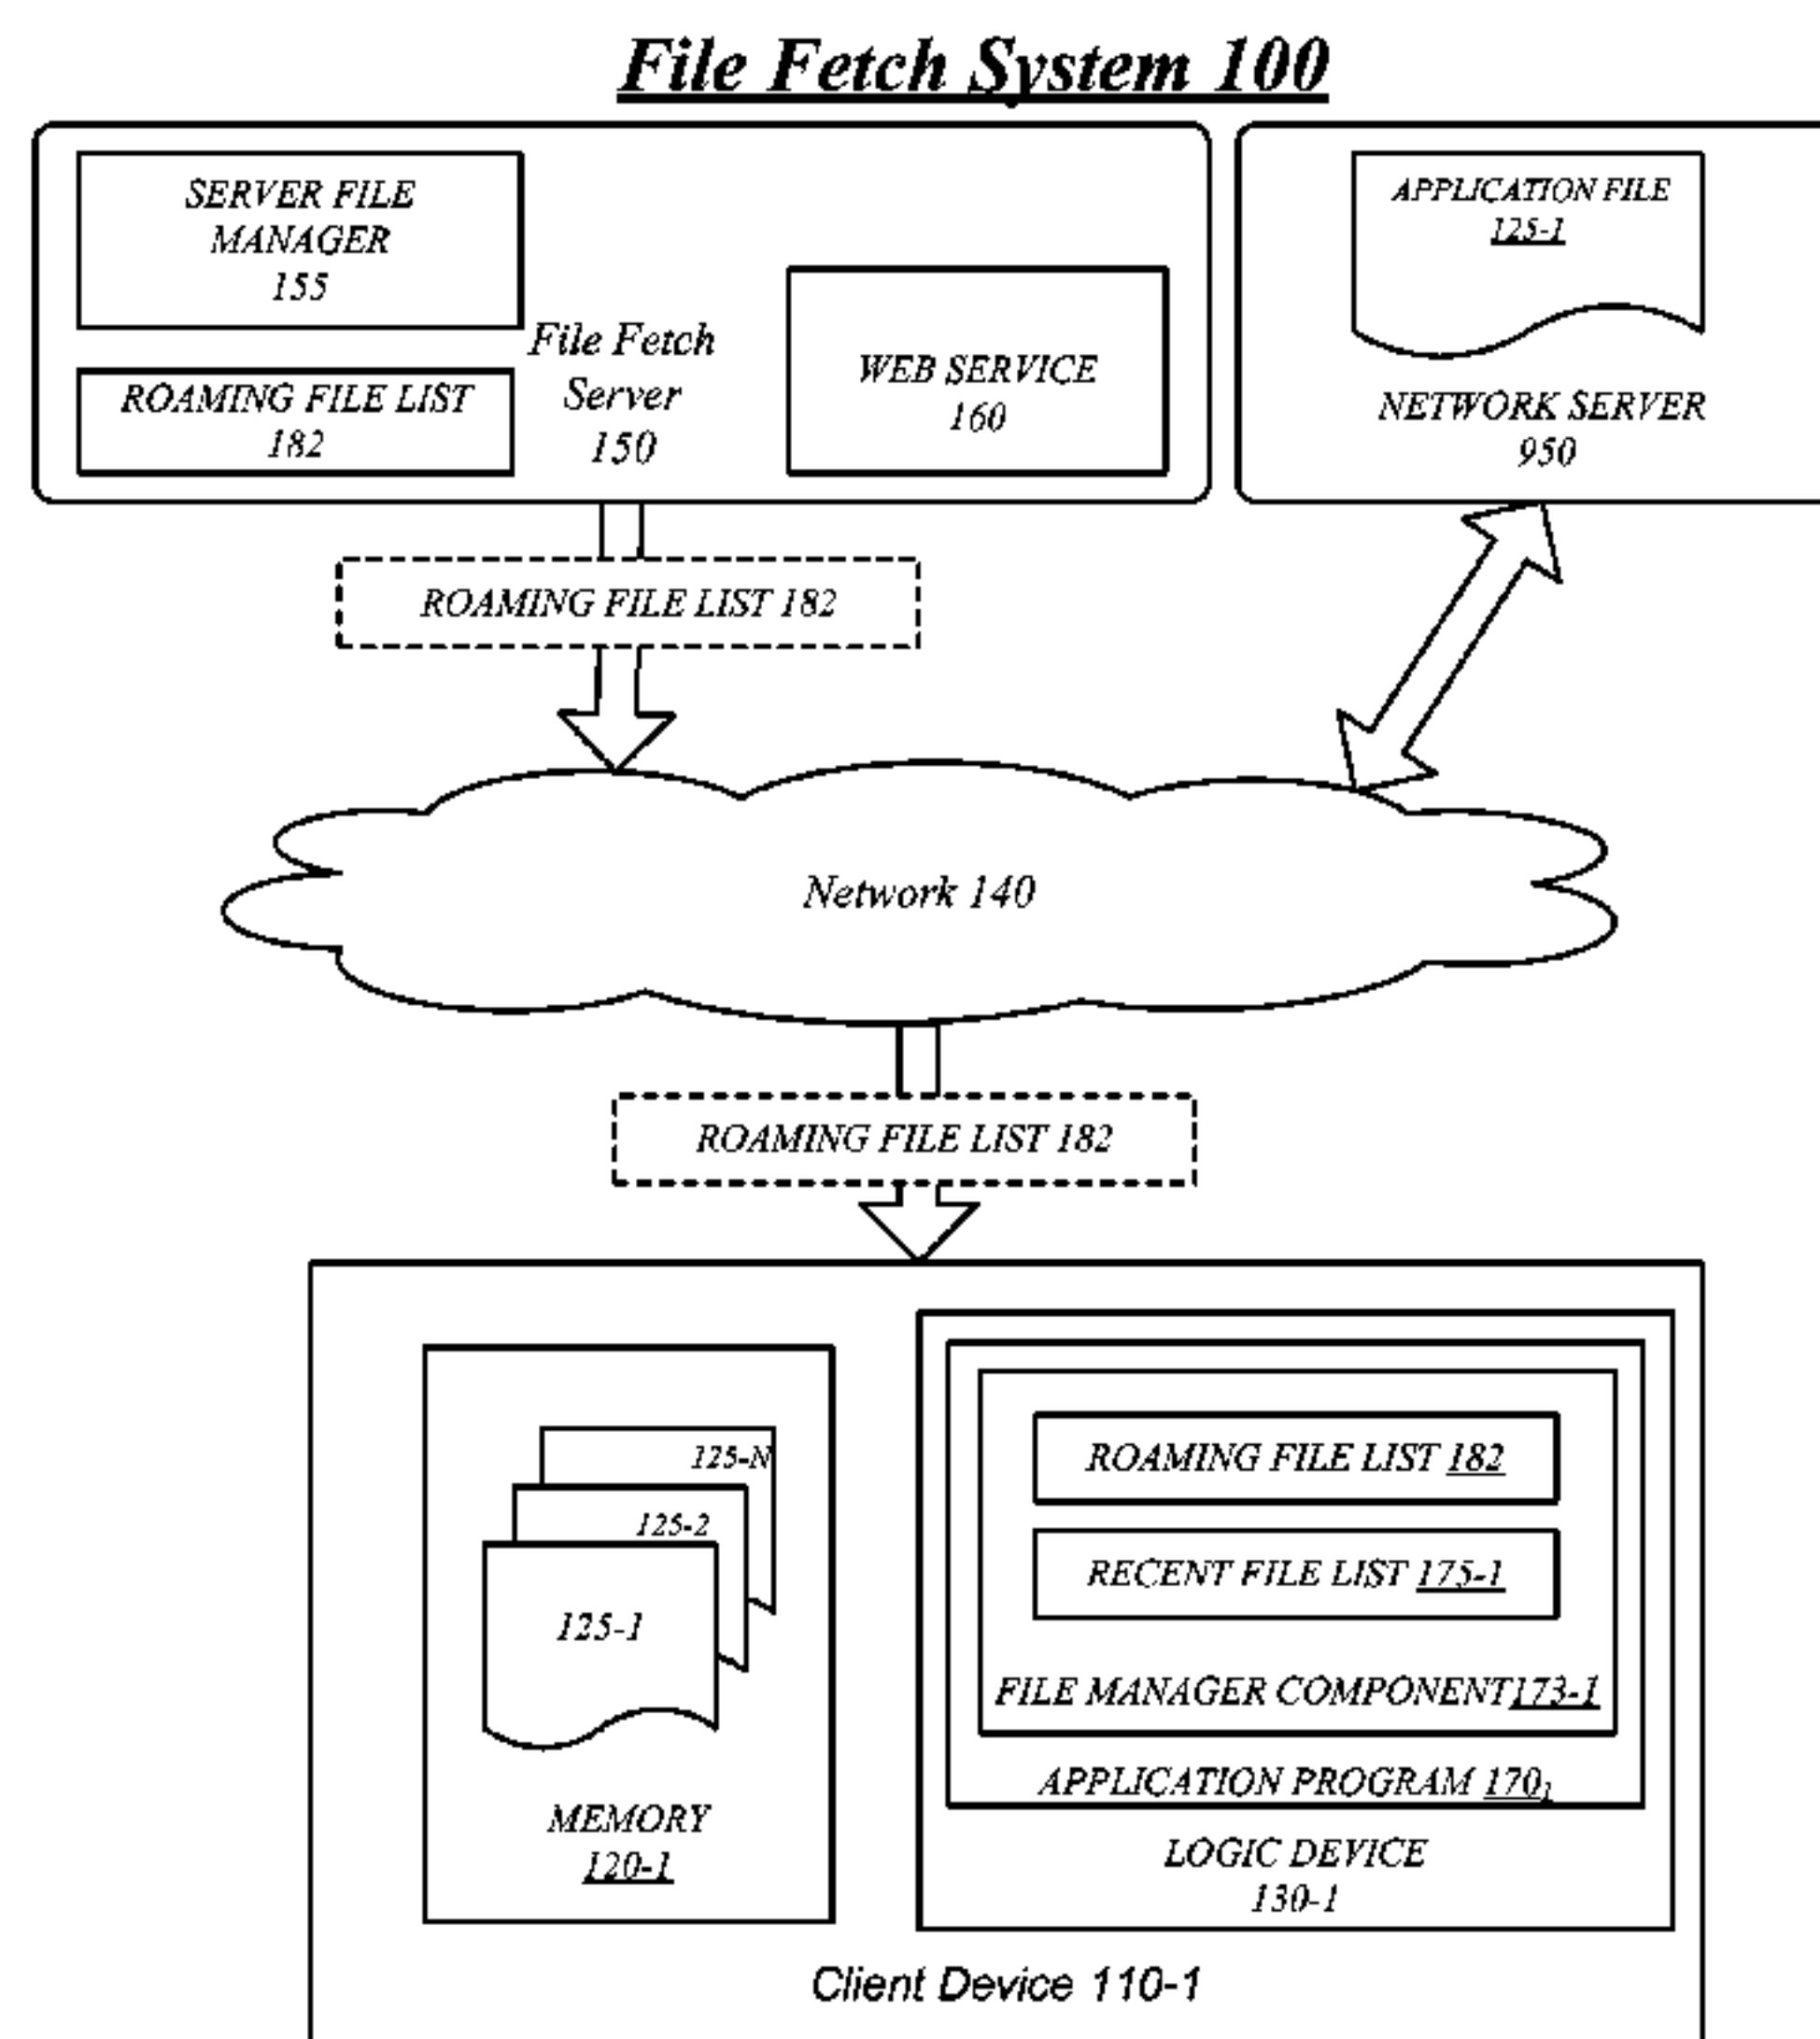 File Fetch System 100
SERVER FILE
MANAGER
155
ROAMING FILE LIST
182
File Fetch
Server
150
WEB SERVICE
160
APPLICATION FILE
125-1
NETWORK SERVER
950
ROAMING FILE LIST 182
Network 140
ROAMING FILE LIST 182
125-N
125-2
125-1
MEMORY
120-1
ROAMING FILE LIST 182
RECENT FILE LIST 175-1
FILE MANAGER COMPONENT173-1
APPLICATION PROGRAM 170₁
LOGIC DEVICE
130-1
Client Device 110-1